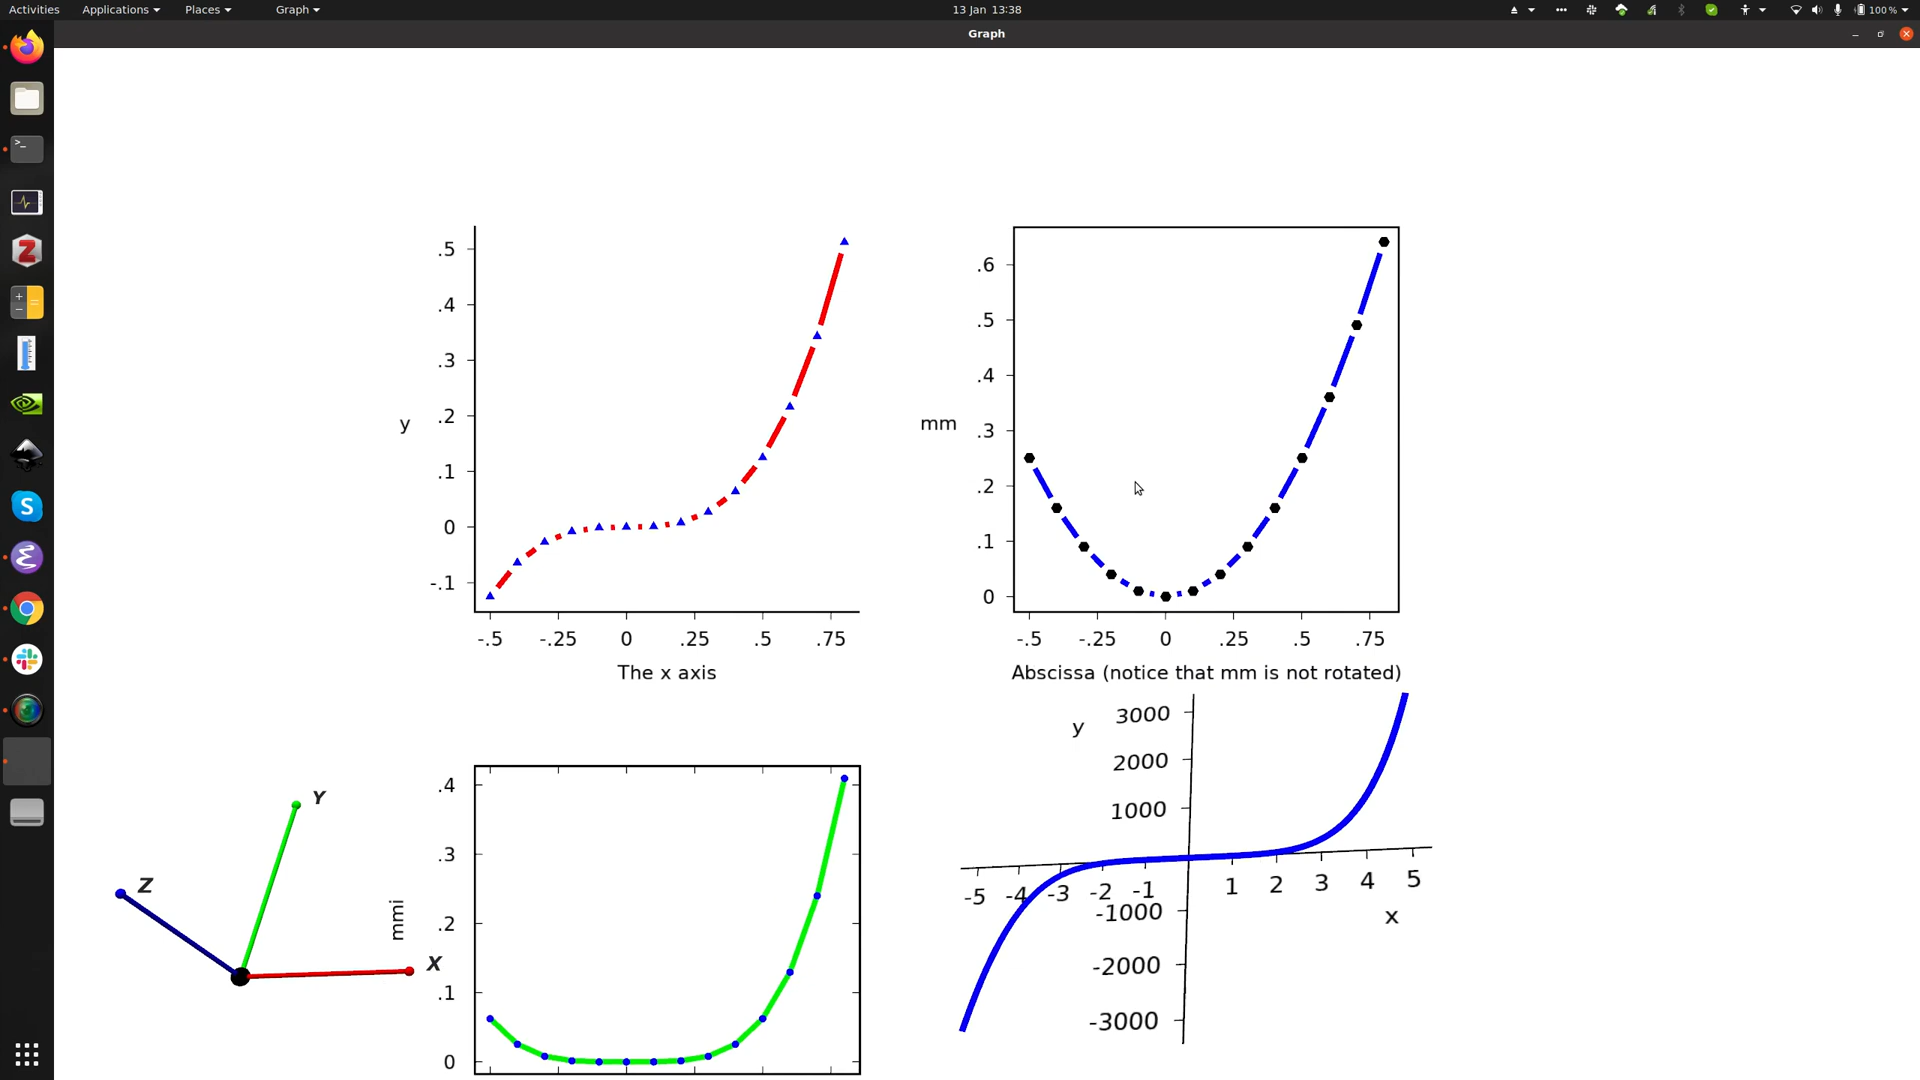 Activities Applications Places Graph 13 Jan 13:38 100 %
Graph
.5
.4
.3
.2
.1
0
-.1
y
-.5 -.25 0 .25 .5 .75
The x axis
.6
.5
.4
.3
.2
.1
0
mm
-.5 -.25 0 .25 .5 .75
Abscissa (notice that mm is not rotated)
Y
Z
X
mmi
.4
.3
.2
.1
0
y
3000
2000
1000
-5 -4 -3 -2 -1 1 2 3 4 5
x
-1000
-2000
-3000